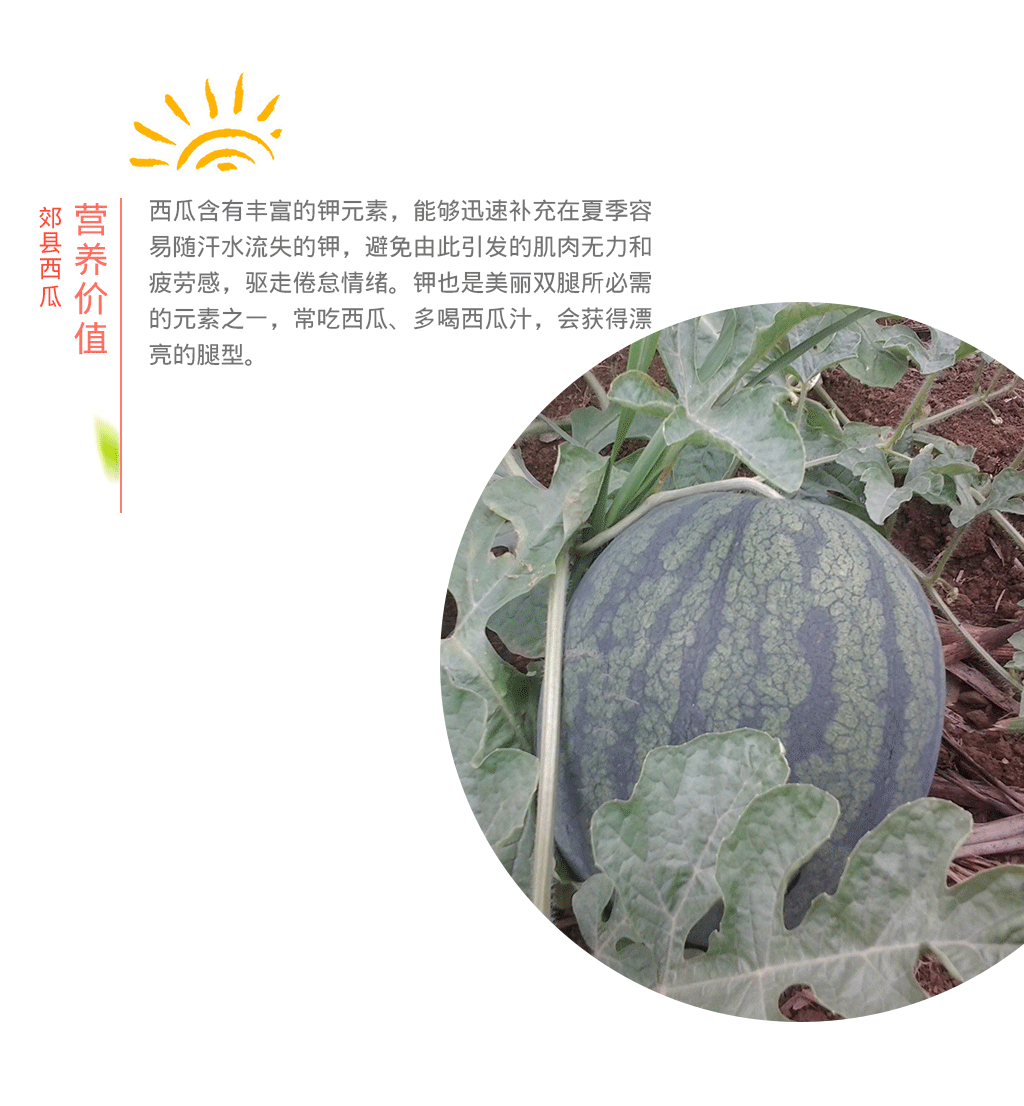 营养价值
郊县西瓜
西瓜含有丰富的钾元素，能够迅速补充在夏季容
易随汗水流失的钾，避免由此引发的肌肉无力和
疲劳感，驱走倦怠情绪。钾也是美丽双腿所必需
的元素之一，常吃西瓜、多喝西瓜汁，会获得漂
亮的腿型。